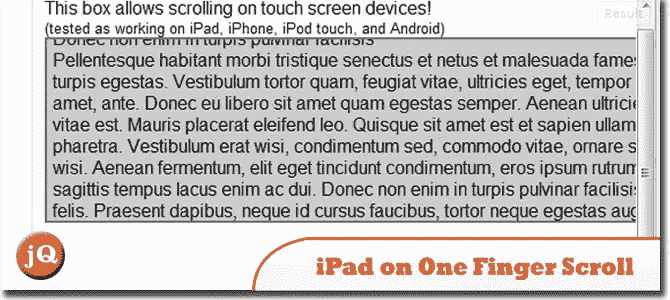 This box allows scrolling on touch screen devices!
Result
(tested as working on iPad, iPhone, iPod touch, and Android)
Donec non enim in turpis pulvinar facilisis
Pellentesque habitant morbi tristique senectus et netus et malesuada fame
turpis egestas. Vestibulum tortor quam, feugiat vitae, ultricies eget, tempor
amet, ante. Donec eu libero sit amet quam egestas semper. Aenean ultricie
vitae est. Mauris placerat eleifend leo. Quisque sit amet est et sapien ullam
pharetra. Vestibulum erat wisi, condimentum sed, commodo vitae, ornare s
wisi. Aenean fermentum, elit eget tincidunt condimentum, eros ipsum rutrum
sagittis tempus lacus enim ac dui. Donec non enim in turpis pulvinar facilisi
felis. Praesent dapibus, neque id cursus faucibus, tortor neque egestas aug
jQ
iPad on One Finger Scroll